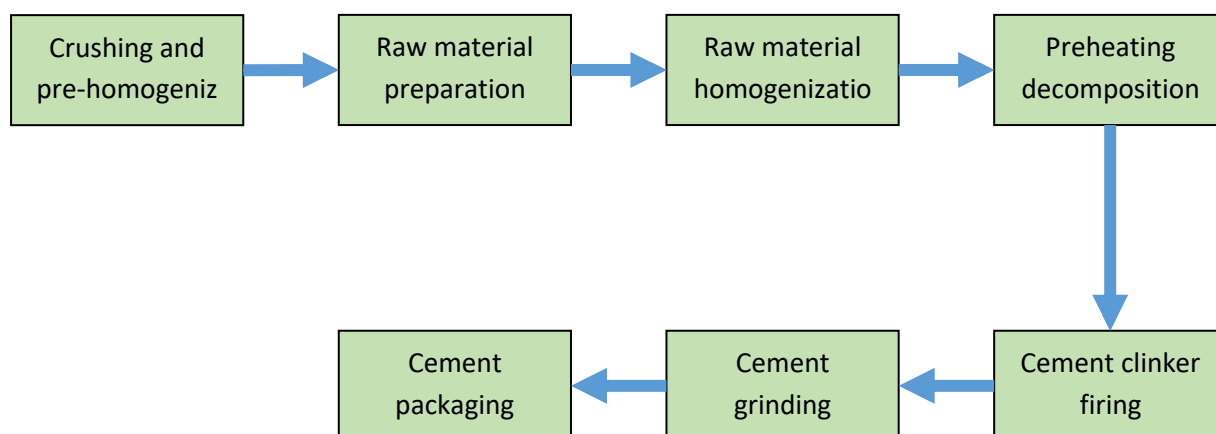 Crushing and
pre-homogeniz
Raw material
preparation
Raw material
homogenizatio
Preheating
decomposition
Cement clinker
firing
Cement
grinding
Cement
packaging